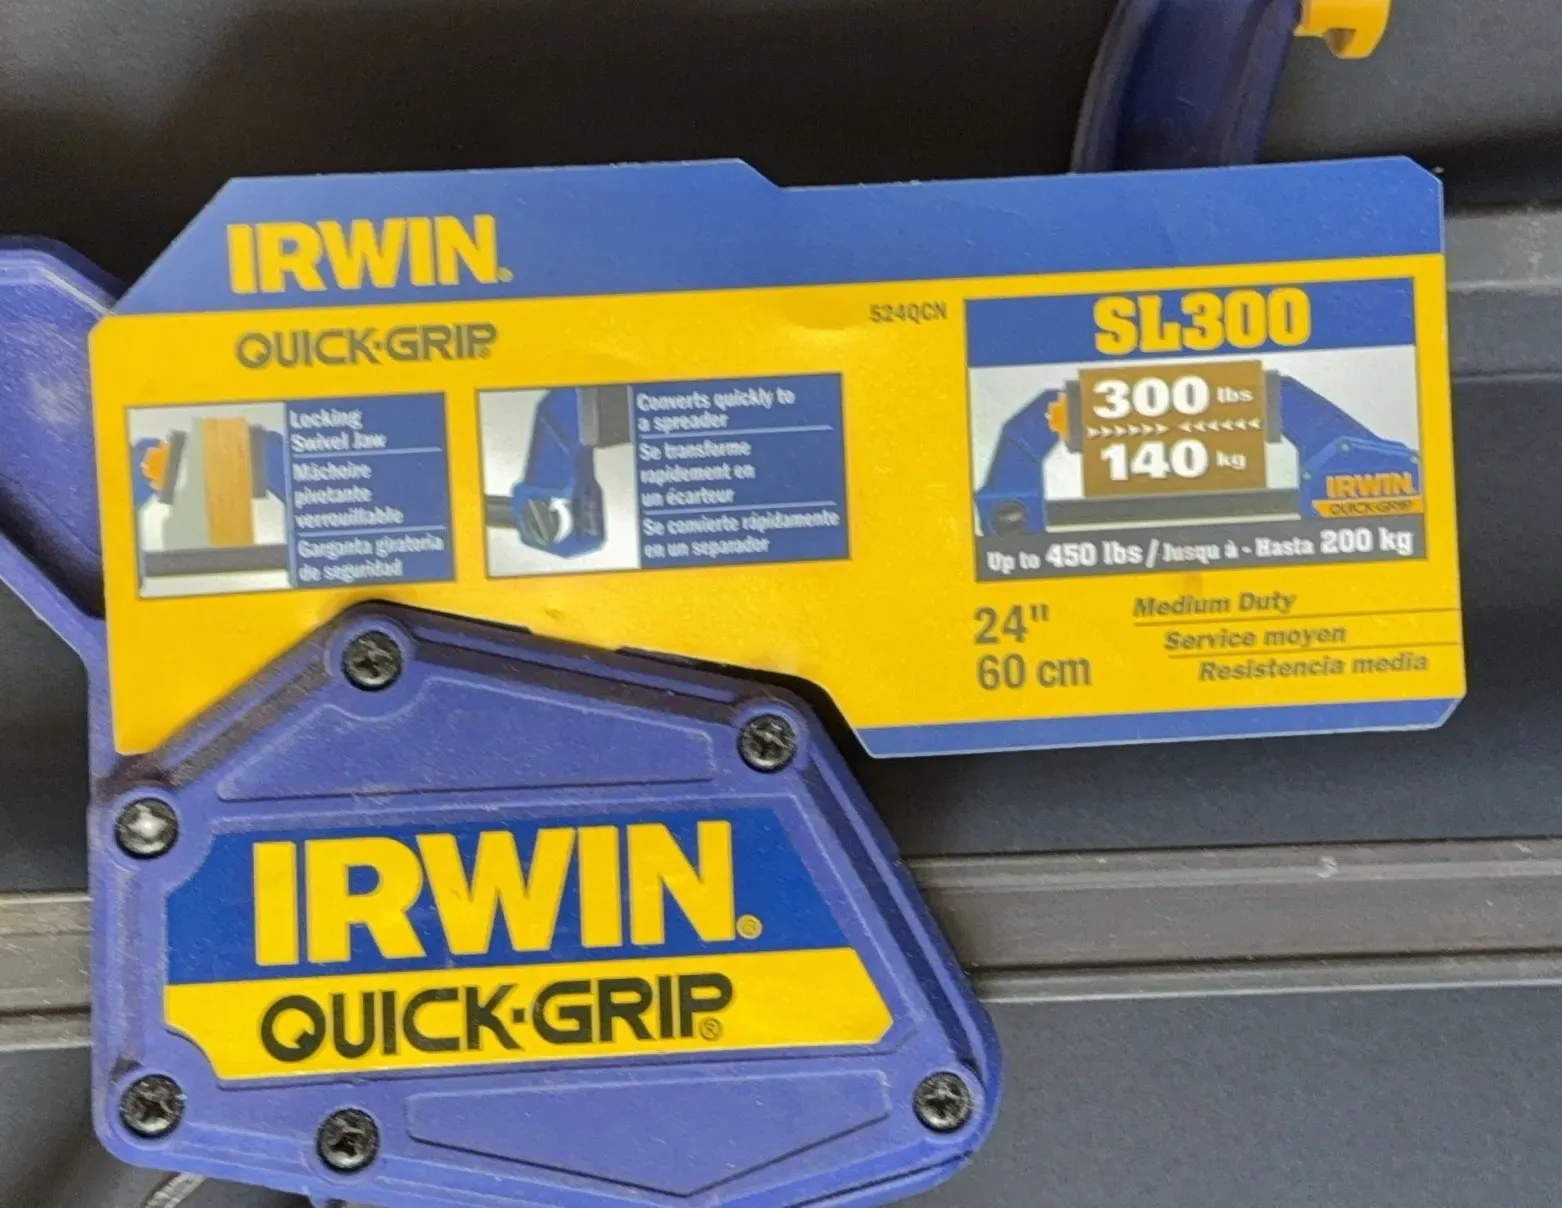 IRWIN®
QUICK-GRIP®
524QCN
Locking
Swivel Jaw
Mâchoire
pivotante
verrouillable
Garganta giratoria
de seguridad
Converts quickly to
a spreader
Se transforme
rapidement en
un écarteur
Se convierte rápidamente
en un separador
SL300
300 lbs
140 kg
IRWIN
QUICK-GRIP
Up to 450 lbs / Jusqu à - Hasta 200 kg
24"
60 cm
Medium Duty
Service moyen
Resistencia media
IRWIN®
QUICK-GRIP®